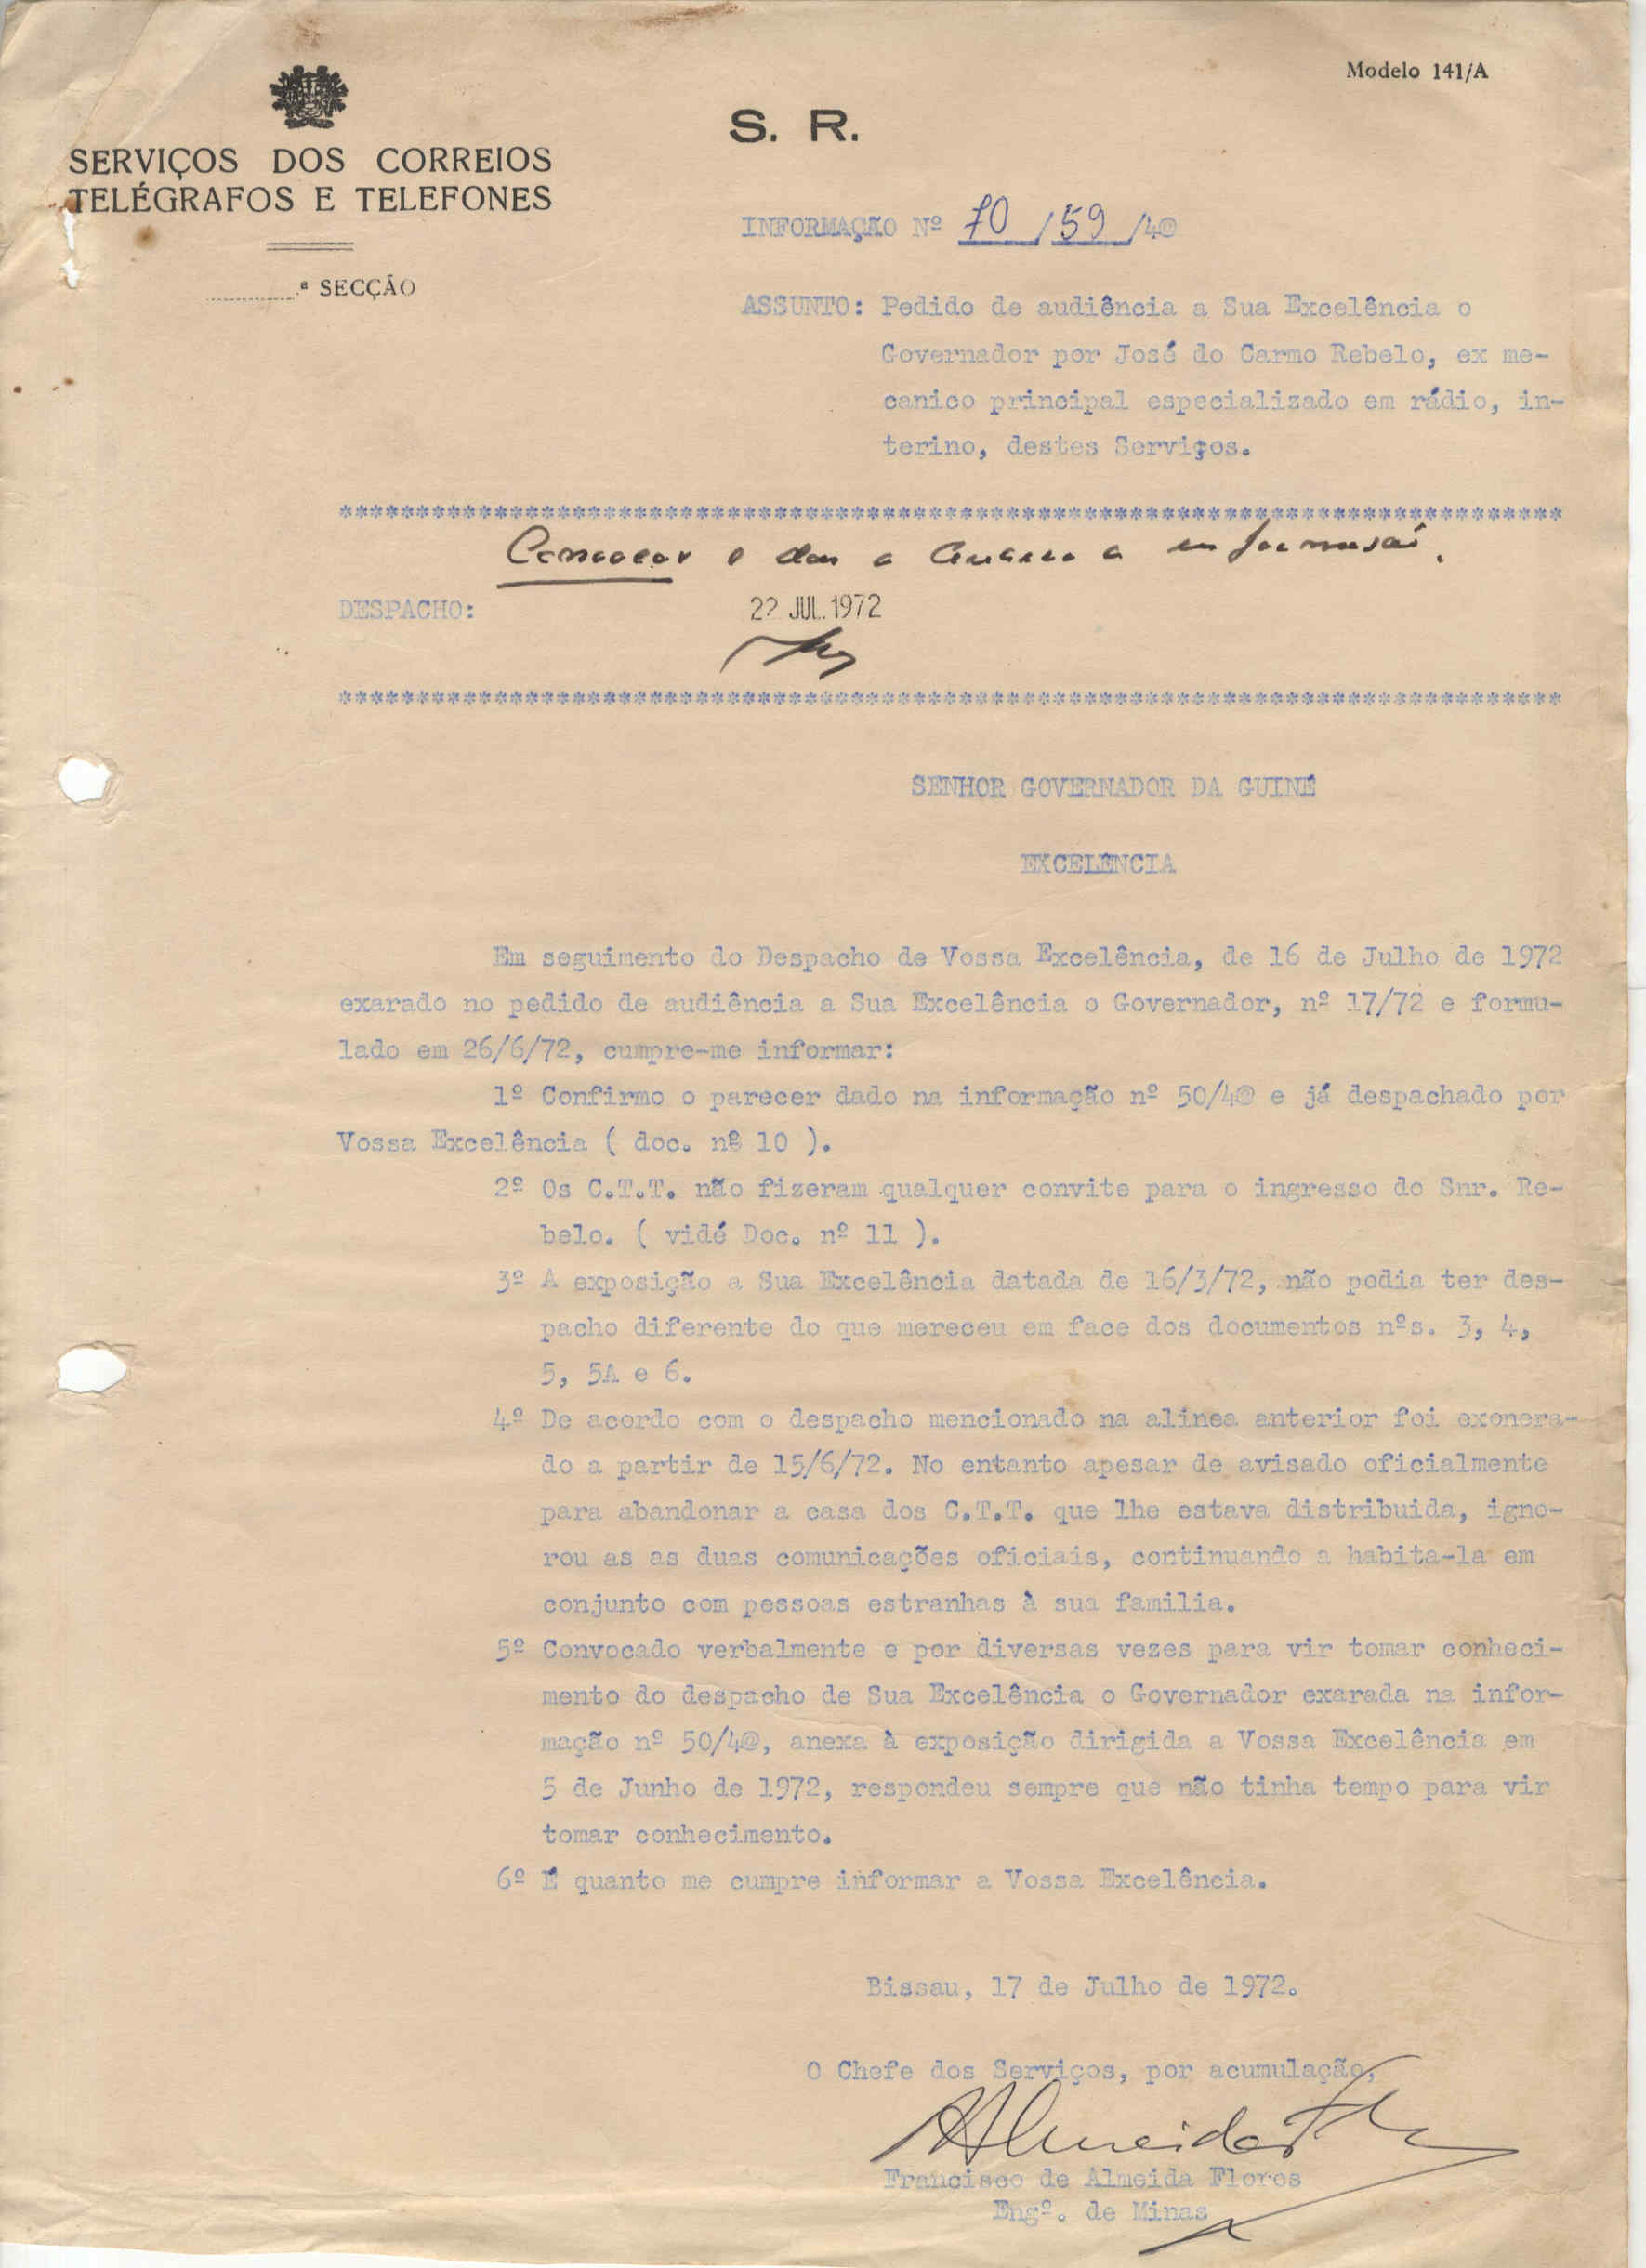 Modelo 141/A
S. R.
SERVIÇOS DOS CORREIOS
TELÉGRAFOS E TELEFONES
ª SECÇÃO
INFORMAÇÃO Nº 70/59/4@
ASSUNTO: Pedido de audiência a Sua Excelência o
Governador por José do Carmo Rebelo, ex me-
canico principal especializado em rádio, in-
terino, destes Serviços.
*******************************************************************************
Convocar e dar a a informação.
DESPACHO:
22 JUL. 1972
*******************************************************************************
SENHOR GOVERNADOR DA GUINÉ
EXCELÊNCIA
Em seguimento do Despacho de Vossa Excelência, de 16 de Julho de 1972
exarado no pedido de audiência a Sua Excelência o Governador, nº 17/72 e formu-
lado em 26/6/72, cumpre-me informar:
1º Confirmo o parecer dado na informação nº 50/4@ e já despachado por
Vossa Excelência ( doc. nº 10 ).
2º Os C.T.T. não fizeram qualquer convite para o ingresso do Snr. Re-
belo. ( vidé Doc. nº 11 ).
3º A exposição a Sua Excelência datada de 16/3/72, não podia ter des-
pacho diferente do que mereceu em face dos documentos nºs. 3, 4,
5, 5A e 6.
4º De acordo com o despacho mencionado na alinea anterior foi exonera-
do a partir de 15/6/72. No entanto apesar de avisado oficialmente
para abandonar a casa dos C.T.T. que lhe estava distribuida, igno-
rou as as duas comunicações oficiais, continuando a habita-la em
conjunto com pessoas estranhas à sua familia.
5º Convocado verbalmente e por diversas vezes para vir tomar conheci-
mento do despacho de Sua Excelência o Governador exarada na infor-
mação nº 50/4@, anexa à exposição dirigida a Vossa Excelência em
5 de Junho de 1972, respondeu sempre que não tinha tempo para vir
tomar conhecimento.
6º É quanto me cumpre informar a Vossa Excelência.
Bissau, 17 de Julho de 1972.
O Chefe dos Serviços, por acumulação,
Francisco de Almeida Flores
Engº. de Minas